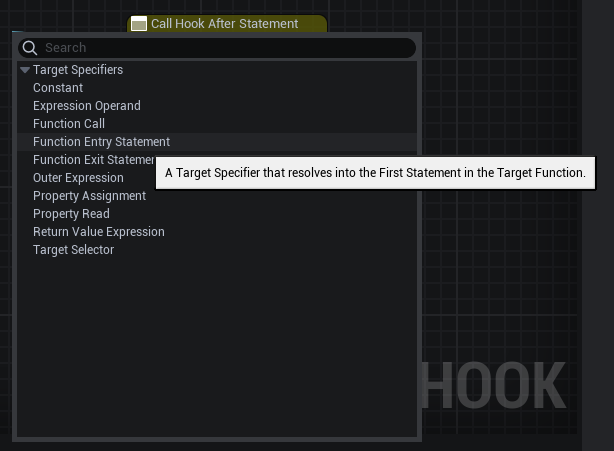 Call Hook After Statement
Search
Target Specifiers
Constant
Expression Operand
Function Call
Function Entry Statement
Function Exit Statemen
A Target Specifier that resolves into the First Statement in the Target Function.
Outer Expression
Property Assignment
Property Read
Return Value Expression
Target Selector
HOOK